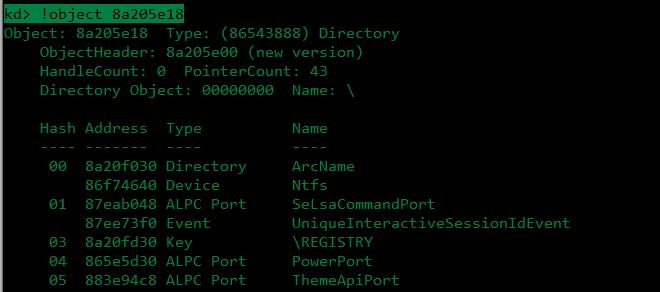 kd> !object 8a205e18
Object: 8a205e18  Type: (86543888) Directory
    ObjectHeader: 8a205e00 (new version)
    HandleCount: 0  PointerCount: 43
    Directory Object: 00000000  Name: \

    Hash Address  Type          Name
    ---- -------  ----          ----
     00  8a20f030 Directory     ArcName
         86f74640 Device        Ntfs
     01  87eab048 ALPC Port     SeLsaCommandPort
         87ee73f0 Event         UniqueInteractiveSessionIdEvent
     03  8a20fd30 Key           \REGISTRY
     04  865e5d30 ALPC Port     PowerPort
     05  883e94c8 ALPC Port     ThemeApiPort